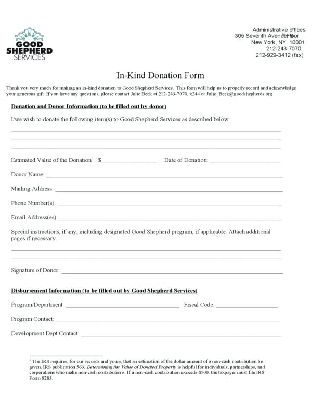 GOOD
SHEPHERD
SERVICES
Administrative Offices
305 Seventh Avenue Floor
New York, NY 10001
212-243-7070
212-929-3412 (fax)
In-Kind Donation Form
Thank you very much for making an in-kind donation to Good Shepherd Services. This form will help us to properly record and acknowledge
your generous gift. If you have any questions, please contact Julie at 212-243-7070, x244 or
Donation and Donor Information (to be filled out by donor)
I/we wish to donate the following item(s) to Good Shepherd Services as described below
Estimated Value of the Donation¹ $ Date of Donation:
Donor Name:
Mailing Address:
Phone Number(s):
Email Address(es):
Special instructions, if any, including designated Good Shepherd program, if applicable. Attach additional
pages if necessary.
Signature of Donor:
Disbursement Information (to be filled out by Good Shepherd Services)
Program/Department: Fiscal Code:
Program Contact:
Development Dept Contact:
¹ The IRS requires, for our records and yours, that an estimation of the dollar amount of in-kind contribution be
given. IRS publication 561, Determining the Value of Donated Property is helpful for individuals, partnerships, and
corporations who make non-cash contributions. If a non-cash contribution exceeds the taxpayer must file IRS
Form 8283.